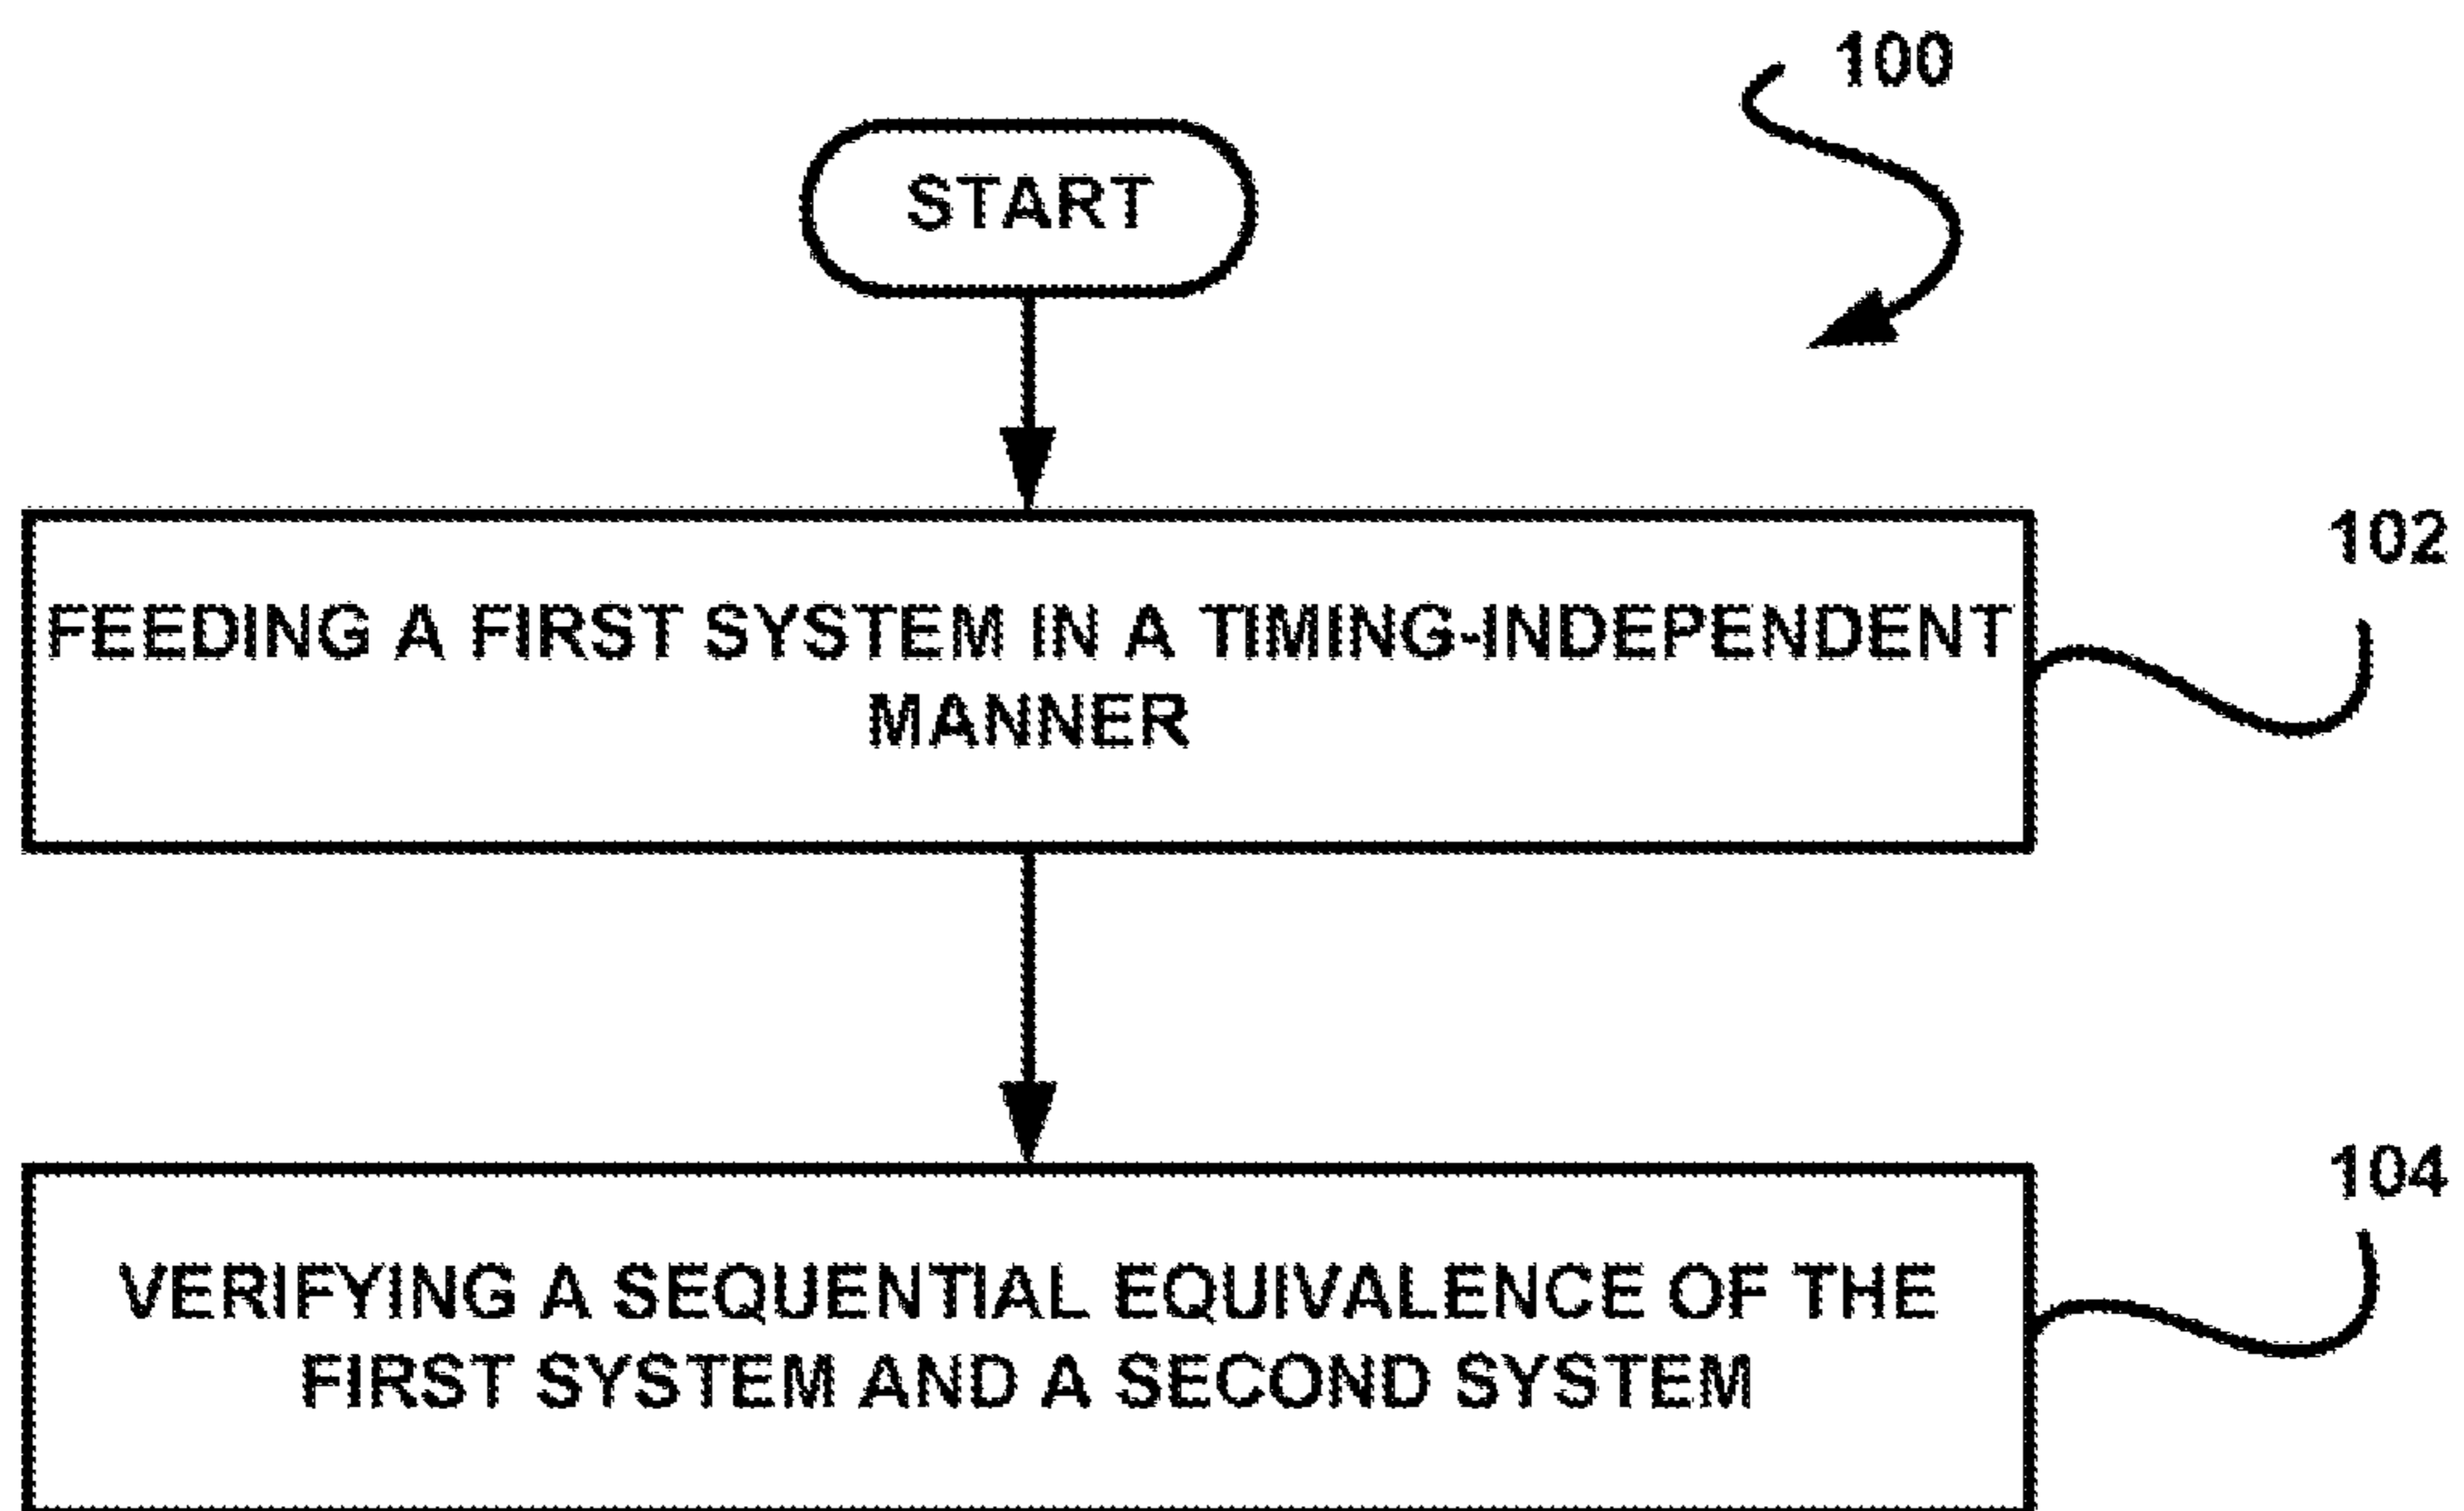 100
START
102
FEEDING A FIRST SYSTEM IN A TIMING-INDEPENDENT
MANNER
104
VERIFYING A SEQUENTIAL EQUIVALENCE OF THE
FIRST SYSTEM AND A SECOND SYSTEM